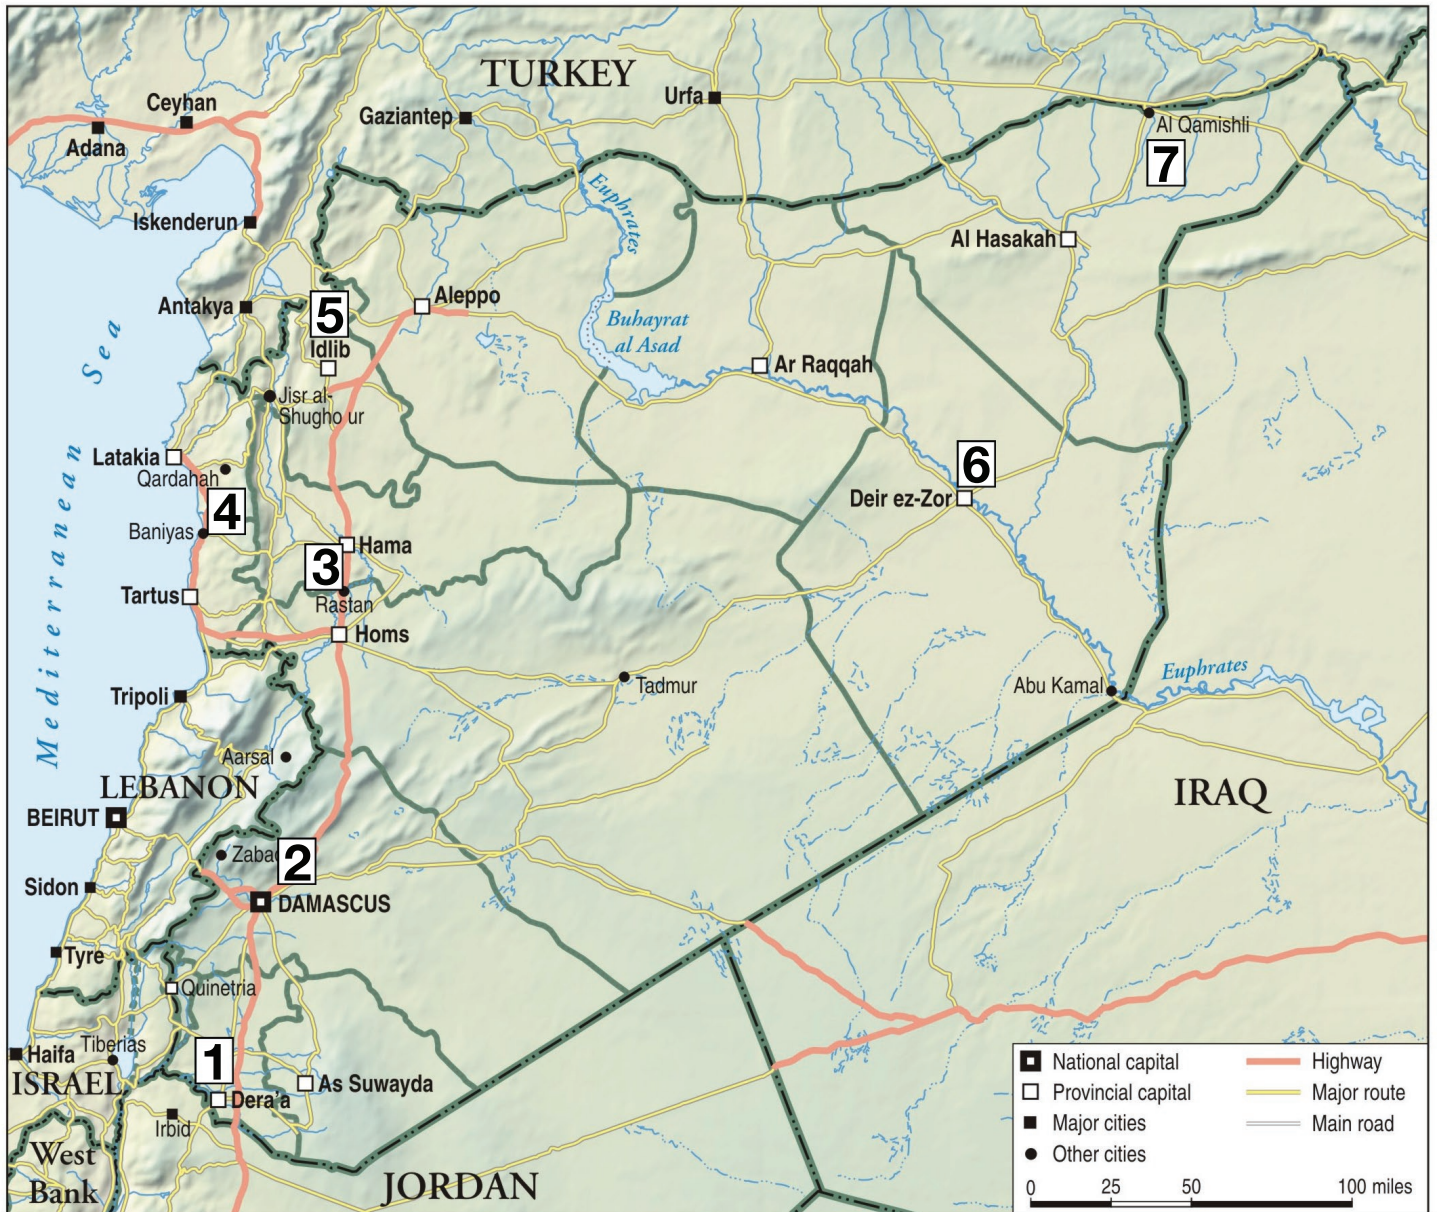 TURKEY
Ceyhan
Adana
Gaziantep
Urfa
Al Qamishli
7
Iskenderun
Euphrates
Al Hasakah
Antakya
5
Aleppo
Idlib
Buhayrat
al Asad
Ar Raqqah
Jisr al-
Shugho ur
Mediterranean Sea
Latakia
Qardahah
6
Deir ez-Zor
4
Baniyas
Hama
3
Tartus
Rastan
Homs
Tripoli
Tadmur
Abu Kamal
Euphrates
Aarsal
LEBANON
IRAQ
BEIRUT
2
Sidon
DAMASCUS
Tyre
Quinetria
Tiberias
Haifa
1
ISRAEL
As Suwayda
Dera'a
Irbid
West
Bank
JORDAN
National capital
Provincial capital
Major cities
Other cities
Highway
Major route
Main road
0 25 50 100 miles